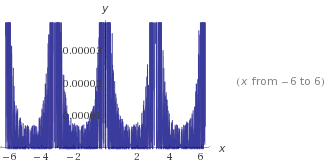 y
0.00003
0.00002
0.00001
-6 -4 -2 2 4 6 x
(x from -6 to 6)